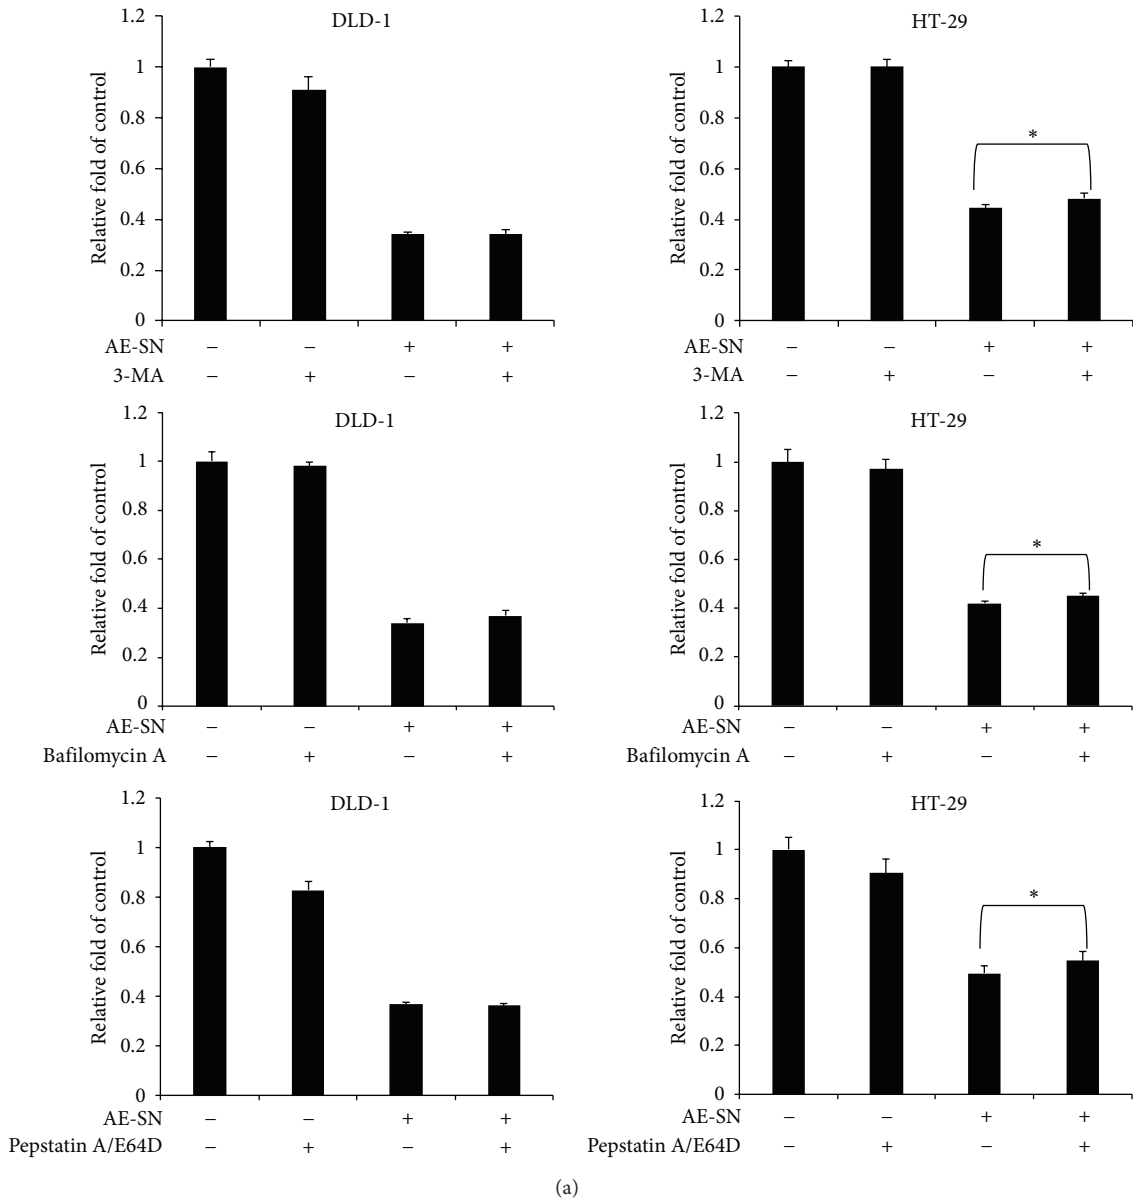 DLD-1
Relative fold of control
1.2
1
0.8
0.6
0.4
0.2
0
AE-SN − − + +
3-MA − + − +
HT-29
Relative fold of control
1.2
1
0.8
0.6
0.4
0.2
0
*
AE-SN − − + +
3-MA − + − +
DLD-1
Relative fold of control
1.2
1
0.8
0.6
0.4
0.2
0
AE-SN − − + +
Bafilomycin A − + − +
HT-29
Relative fold of control
1.2
1
0.8
0.6
0.4
0.2
0
*
AE-SN − − + +
Bafilomycin A − + − +
DLD-1
Relative fold of control
1.2
1
0.8
0.6
0.4
0.2
0
AE-SN − − + +
Pepstatin A/E64D − + − +
HT-29
Relative fold of control
1.2
1
0.8
0.6
0.4
0.2
0
*
AE-SN − − + +
Pepstatin A/E64D − + − +
(a)